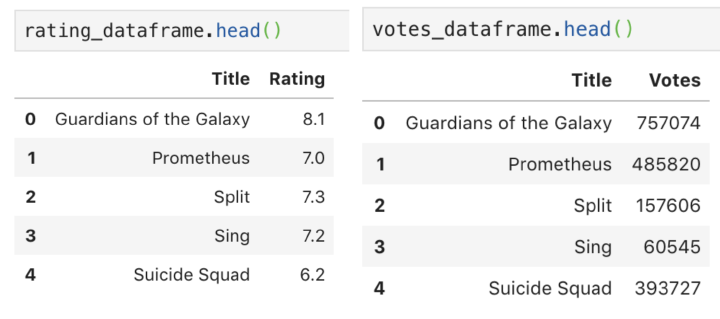 rating_dataframe.head()
Title Rating
0 Guardians of the Galaxy 8.1
1 Prometheus 7.0
2 Split 7.3
3 Sing 7.2
4 Suicide Squad 6.2
votes_dataframe.head()
Title Votes
0 Guardians of the Galaxy 757074
1 Prometheus 485820
2 Split 157606
3 Sing 60545
4 Suicide Squad 393727